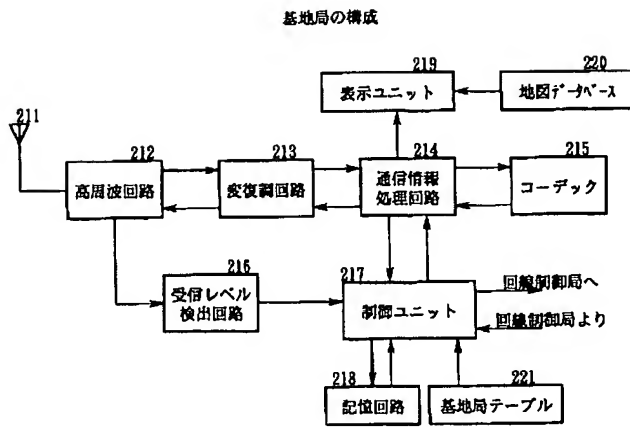 基地局の構成
219
220
表示ユニット
地図データベース
211
212
213
214
215
高周波回路
変復調回路
通信情報
処理回路
コーデック
216
217
受信レベル
検出回路
制御ユニット
回線制御局へ
回線制御局より
218
221
記憶回路
基地局テーブル